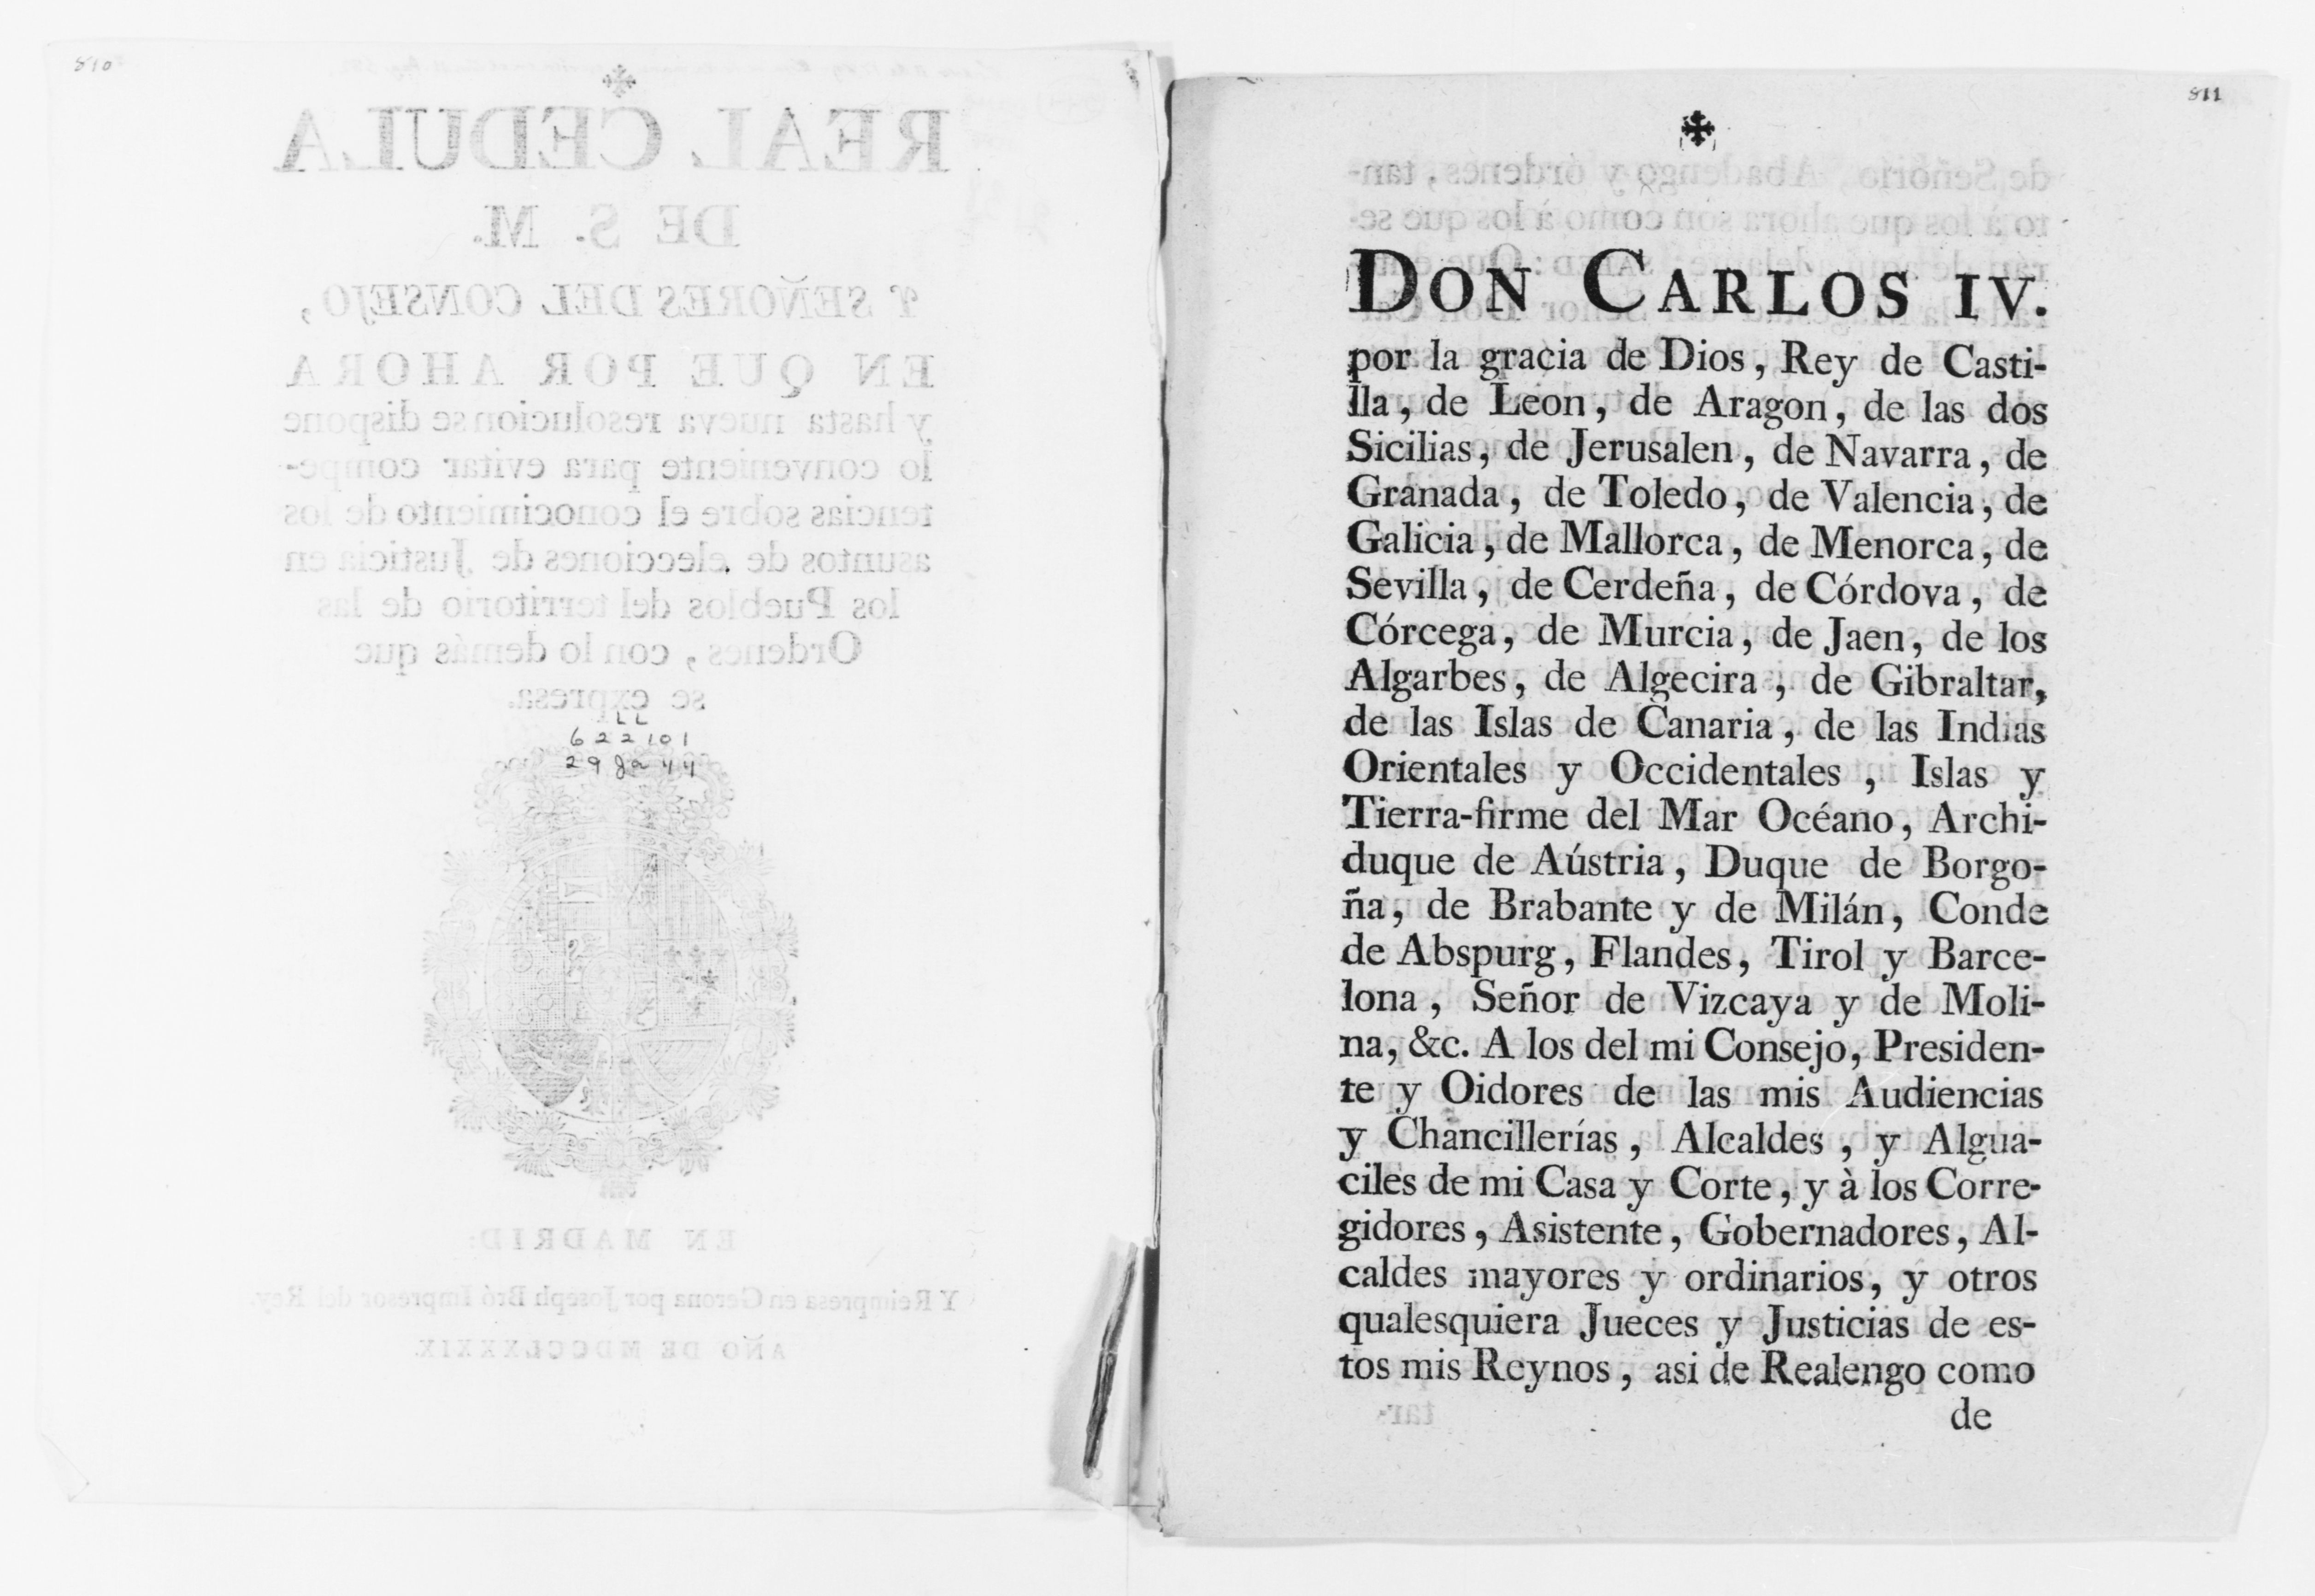 810
REAL CEDULA
DE S. M.
Y SEÑORES DEL CONSEJO,
EN QUE POR AHORA
y hasta nueva resolucion se dispone
lo conveniente para evitar compe-
tencias sobre el conocimiento de los
asuntos de elecciones de Justicia en
los Pueblos del territorio de las
Ordenes, con lo demás que
se expresa.
LL
622101
29 Ja 44
EN MADRID:
Y Reimpresa en Gerona por Joseph Bró Impresor del Rey.
AÑO DE MDCCLXXXIX.
811
DON CARLOS IV.
por la gracia de Dios, Rey de Casti-
lla, de Leon, de Aragon, de las dos
Sicilias, de Jerusalen, de Navarra, de
Granada, de Toledo, de Valencia, de
Galicia, de Mallorca, de Menorca, de
Sevilla, de Cerdeña, de Córdova, de
Córcega, de Murcia, de Jaen, de los
Algarbes, de Algecira, de Gibraltar,
de las Islas de Canaria, de las Indias
Orientales y Occidentales, Islas y
Tierra-firme del Mar Océano, Archi-
duque de Aústria, Duque de Borgo-
ña, de Brabante y de Milán, Conde
de Abspurg, Flandes, Tirol y Barce-
lona, Señor de Vizcaya y de Moli-
na, &c. A los del mi Consejo, Presiden-
te y Oidores de las mis Audiencias
y Chancillerías, Alcaldes, y Algua-
ciles de mi Casa y Corte, y à los Corre-
gidores, Asistente, Gobernadores, Al-
caldes mayores y ordinarios, y otros
qualesquiera Jueces y Justicias de es-
tos mis Reynos, asi de Realengo como
de